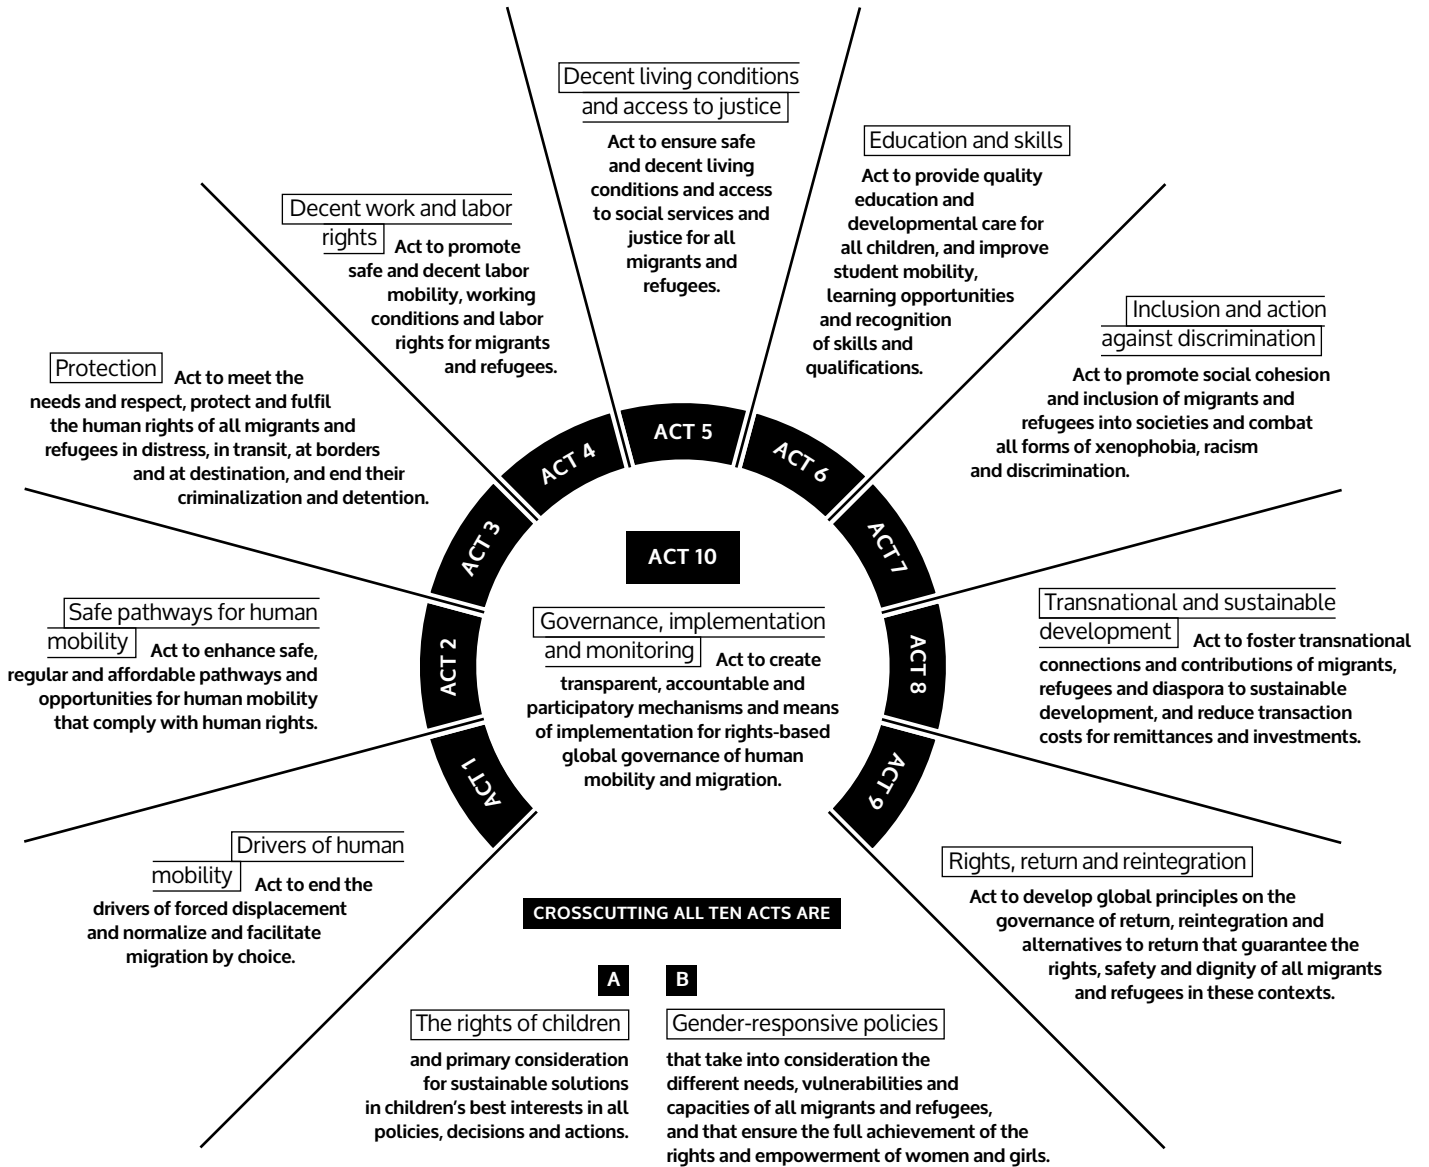 ACT 1
Drivers of human
mobility Act to end the
drivers of forced displacement
and normalize and facilitate
migration by choice.
ACT 2
Safe pathways for human
mobility Act to enhance safe,
regular and affordable pathways and
opportunities for human mobility
that comply with human rights.
ACT 3
Protection Act to meet the
needs and respect, protect and fulfil
the human rights of all migrants and
refugees in distress, in transit, at borders
and at destination, and end their
criminalization and detention.
ACT 4
Decent work and labor
rights Act to promote
safe and decent labor
mobility, working
conditions and labor
rights for migrants
and refugees.
ACT 5
Decent living conditions
and access to justice
Act to ensure safe
and decent living
conditions and access
to social services and
justice for all
migrants and
refugees.
ACT 6
Education and skills
Act to provide quality
education and
developmental care for
all children, and improve
student mobility,
learning opportunities
and recognition
of skills and
qualifications.
ACT 7
Inclusion and action
against discrimination
Act to promote social cohesion
and inclusion of migrants and
refugees into societies and combat
all forms of xenophobia, racism
and discrimination.
ACT 8
Transnational and sustainable
development Act to foster transnational
connections and contributions of migrants,
refugees and diaspora to sustainable
development, and reduce transaction
costs for remittances and investments.
ACT 9
Rights, return and reintegration
Act to develop global principles on the
governance of return, reintegration and
alternatives to return that guarantee the
rights, safety and dignity of all migrants
and refugees in these contexts.
ACT 10
Governance, implementation
and monitoring Act to create
transparent, accountable and
participatory mechanisms and means
of implementation for rights-based
global governance of human
mobility and migration.
CROSSCUTTING ALL TEN ACTS ARE
A
The rights of children
and primary consideration
for sustainable solutions
in children’s best interests in all
policies, decisions and actions.
B
Gender-responsive policies
that take into consideration the
different needs, vulnerabilities and
capacities of all migrants and refugees,
and that ensure the full achievement of the
rights and empowerment of women and girls.